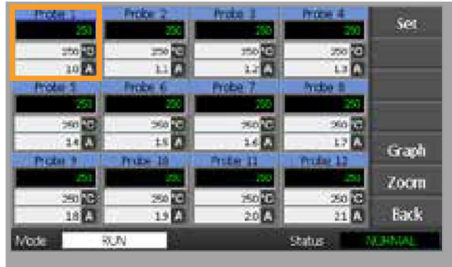 Probe 1 Probe 2 Probe 3 Probe 4 Set
250 250 250 250
250 °C 250 °C 250 °C 250 °C
1.0 A 1.1 A 1.2 A 1.3 A
Probe 5 Probe 6 Probe 7 Probe 8
250 250 250 250
250 °C 250 °C 250 °C 250 °C
1.4 A 1.5 A 1.6 A 1.7 A Graph
Probe 9 Probe 10 Probe 11 Probe 12
250 250 250 250 Zoom
250 °C 250 °C 250 °C 250 °C
1.8 A 1.9 A 2.0 A 2.1 A Back
Mode RUN Status NORMAL